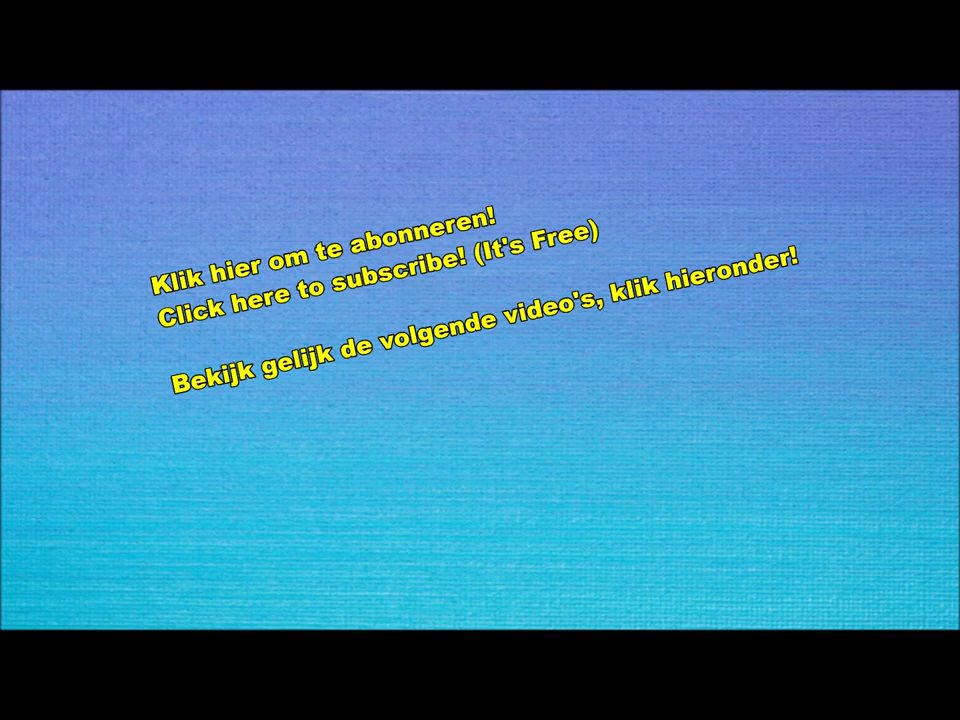 Klik hier om te abonneren!
Click here to subscribe! (It's Free)
Bekijk gelijk de volgende video's, klik hieronder!